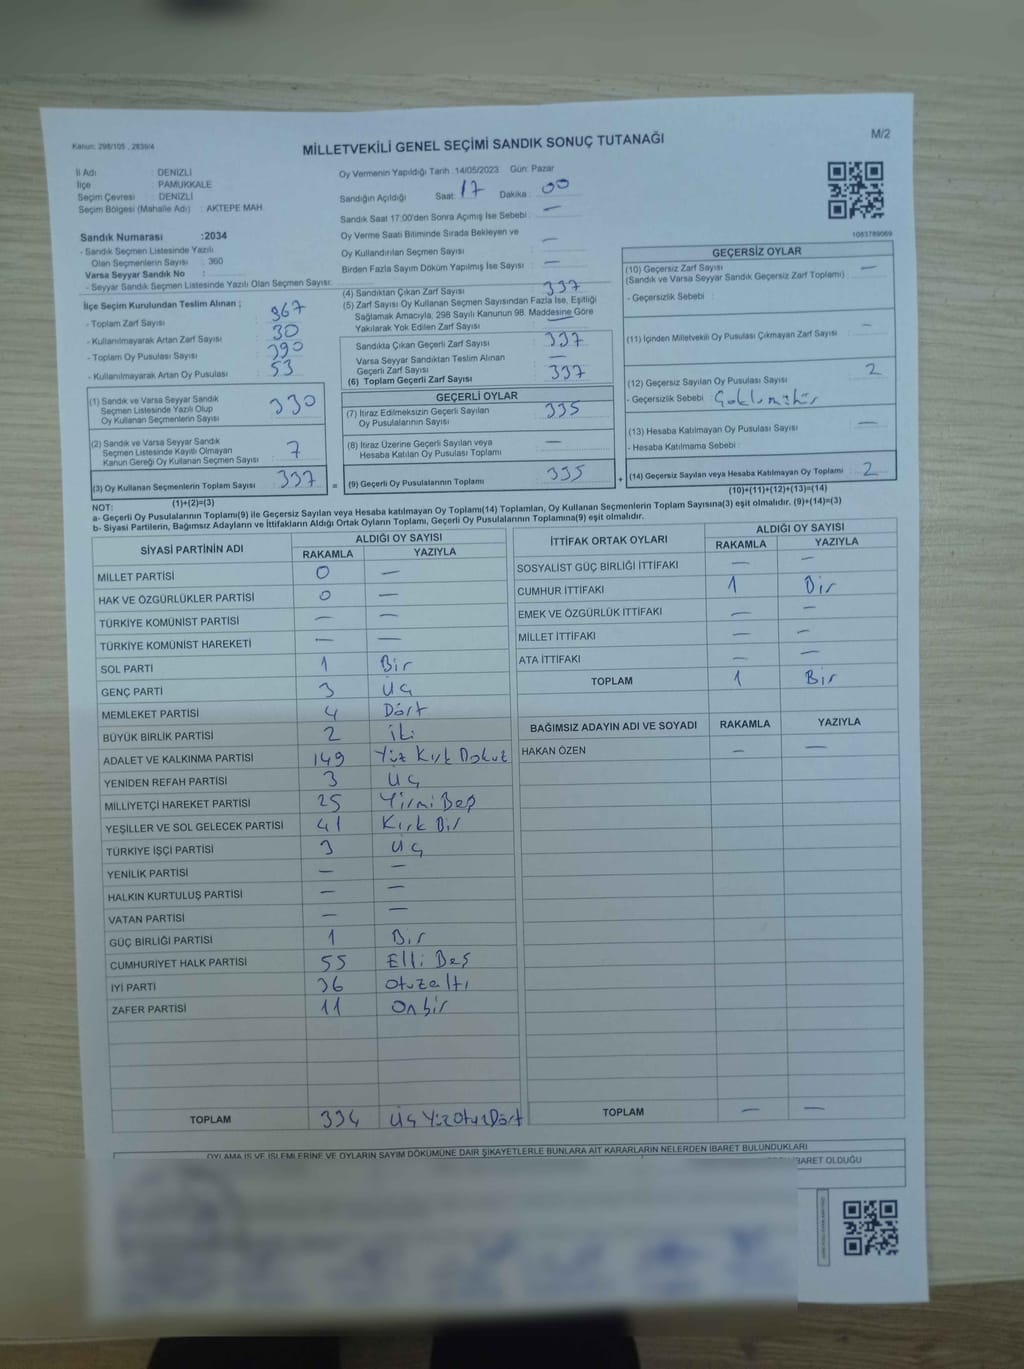 Kanun: 298/105 , 2839/4
MİLLETVEKİLİ GENEL SEÇİMİ SANDIK SONUÇ TUTANAĞI
M/2
İl Adı : DENİZLİ
İlçe : PAMUKKALE
Seçim Çevresi : DENİZLİ
Seçim Bölgesi (Mahalle Adı) : AKTEPE MAH.
Oy Vermenin Yapıldığı Tarih :14/05/2023 Gün: Pazar
Sandığın Açıldığı Saat: 17 Dakika : 00
Sandık Saat 17:00'den Sonra Açımış İse Sebebi : —
Oy Verme Saati Bitiminde Sırada Bekleyen ve
Oy Kullandırılan Seçmen Sayısı : —
Birden Fazla Sayım Döküm Yapılmış İse Sayısı : —
1083789069
Sandık Numarası :2034
- Sandık Seçmen Listesinde Yazılı
Olan Seçmenlerin Sayısı : 360
Varsa Seyyar Sandık No :
- Seyyar Sandık Seçmen Listesinde Yazılı Olan Seçmen Sayısı:
İlçe Seçim Kurulundan Teslim Alınan ;
- Toplam Zarf Sayısı : 367
- Kullanılmayarak Artan Zarf Sayısı : 30
- Toplam Oy Pusulası Sayısı : 390
- Kullanılmayarak Artan Oy Pusulası : 53
(1) Sandık ve Varsa Seyyar Sandık
Seçmen Listesinde Yazılı Olup
Oy Kullanan Seçmenlerin Sayısı : 330
(2) Sandık ve Varsa Seyyar Sandık
Seçmen Listesinde Kayıtlı Olmayan
Kanun Gereği Oy Kullanan Seçmen Sayısı : 7
(3) Oy Kullanan Seçmenlerin Toplam Sayısı : 337
(1)+(2)=(3)
(4) Sandıktan Çıkan Zarf Sayısı : 337
(5) Zarf Sayısı Oy Kullanan Seçmen Sayısından Fazla İse, Eşitliği
Sağlamak Amacıyla, 298 Sayılı Kanunun 98. Maddesine Göre
Yakılarak Yok Edilen Zarf Sayısı : —
Sandıkta Çıkan Geçerli Zarf Sayısı : 337
Varsa Seyyar Sandıktan Teslim Alınan
Geçerli Zarf Sayısı : —
(6) Toplam Geçerli Zarf Sayısı : 337
GEÇERLİ OYLAR
(7) İtiraz Edilmeksizin Geçerli Sayılan
Oy Pusulalarının Sayısı : 335
(8) İtiraz Üzerine Geçerli Sayılan veya
Hesaba Katılan Oy Pusulası Toplamı : —
= (9) Geçerli Oy Pusulalarının Toplamı : 335 +
GEÇERSİZ OYLAR
(10) Geçersiz Zarf Sayısı : —
(Sandık ve Varsa Seyyar Sandık Geçersiz Zarf Toplamı)
- Geçersizlik Sebebi :
(11) İçinden Milletvekili Oy Pusulası Çıkmayan Zarf Sayısı : —
(12) Geçersiz Sayılan Oy Pusulası Sayısı : 2
- Geçersizlik Sebebi :
(13) Hesaba Katılmayan Oy Pusulası Sayısı : —
- Hesaba Katılmama Sebebi :
(14) Geçersiz Sayılan veya Hesaba Katılmayan Oy Toplamı : 2
(10)+(11)+(12)+(13)=(14)
NOT:
a- Geçerli Oy Pusulalarının Toplamı(9) ile Geçersiz Sayılan veya Hesaba katılmayan Oy Toplam(14) Toplamları, Oy Kullanan Seçmenlerin Toplam Sayısına(3) eşit olmalıdır. (9)+(14)=(3)
b- Siyasi Partilerin, Bağımsız Adayların ve İttifakların Aldığı Ortak Oyların Toplamı, Geçerli Oy Pusulalarının Toplamına(9) eşit olmalıdır.
SİYASİ PARTİNİN ADI ALDIĞI OY SAYISI
RAKAMLA YAZIYLA
MİLLET PARTİSİ 0 —
HAK VE ÖZGÜRLÜKLER PARTİSİ 0 —
TÜRKİYE KOMÜNİST PARTİSİ — —
TÜRKİYE KOMÜNİST HAREKETİ — —
SOL PARTİ 1 Bir
GENÇ PARTİ 3 Üç
MEMLEKET PARTİSİ 4 Dört
BÜYÜK BİRLİK PARTİSİ 2 İki
ADALET VE KALKINMA PARTİSİ 149 Yüz Kırk Dokuz
YENİDEN REFAH PARTİSİ 3 Üç
MİLLİYETÇİ HAREKET PARTİSİ 25 Yirmi Beş
YEŞİLLER VE SOL GELECEK PARTİSİ 41 Kırk Bir
TÜRKİYE İŞÇİ PARTİSİ 3 Üç
YENİLİK PARTİSİ — —
HALKIN KURTULUŞ PARTİSİ — —
VATAN PARTİSİ — —
GÜÇ BİRLİĞİ PARTİSİ 1 Bir
CUMHURİYET HALK PARTİSİ 55 Elli Beş
İYİ PARTİ 36 Otuzaltı
ZAFER PARTİSİ 11 Onbir
TOPLAM 334 Üç Yüz Otuz Dört
İTTİFAK ORTAK OYLARI ALDIĞI OY SAYISI
RAKAMLA YAZIYLA
SOSYALİST GÜÇ BİRLİĞİ İTTİFAKI — —
CUMHUR İTTİFAKI 1 Bir
EMEK VE ÖZGÜRLÜK İTTİFAKI — —
MİLLET İTTİFAKI — —
ATA İTTİFAKI — —
TOPLAM 1 Bir
BAĞIMSIZ ADAYIN ADI VE SOYADI RAKAMLA YAZIYLA
HAKAN ÖZEN — —
TOPLAM — —
OYLAMA İŞ VE İŞLEMLERİNE VE OYLARIN SAYIM DÖKÜMÜNE DAİR ŞİKAYETLERLE BUNLARA AİT KARARLARIN NELERDEN İBARET BULUNDUKLARI
İBARET OLDUĞU